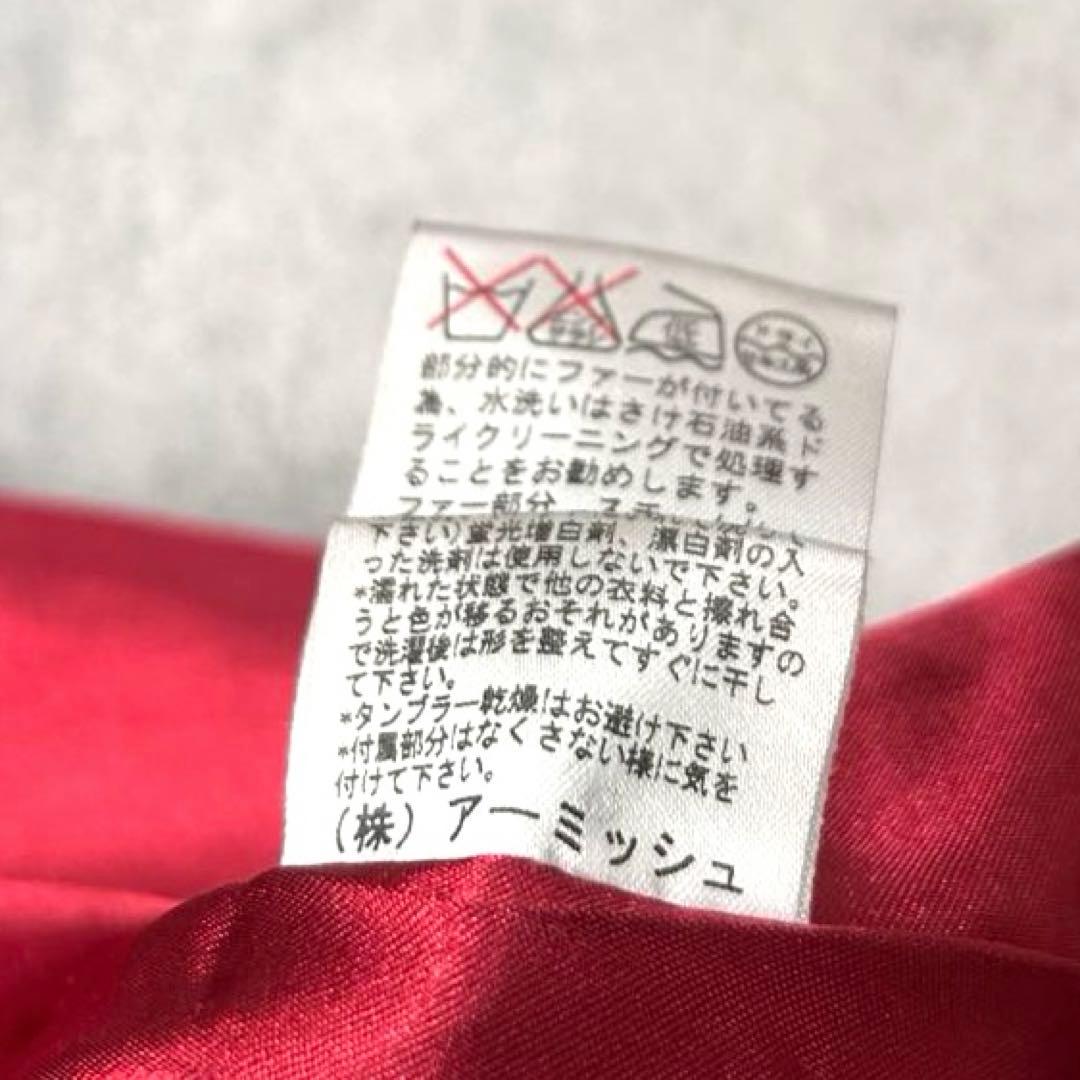 低
部分的にファーが付いてる
為、水洗いはさけ石油系ド
ライクリーニングで処理す
ることをお勧めします。
ファー部分
下さい)蛍光増白剤、漂白剤の入
った洗剤は使用しないで下さい。
*濡れた状態で他の衣料と擦れ合
うと色が移るおそれがありますの
で洗濯後は形を整えてすぐに干し
て下さい。
*タンブラー乾燥はお避け下さい
*付属部分はなくさない様に気を
付けて下さい。
(株)アーミッシュ